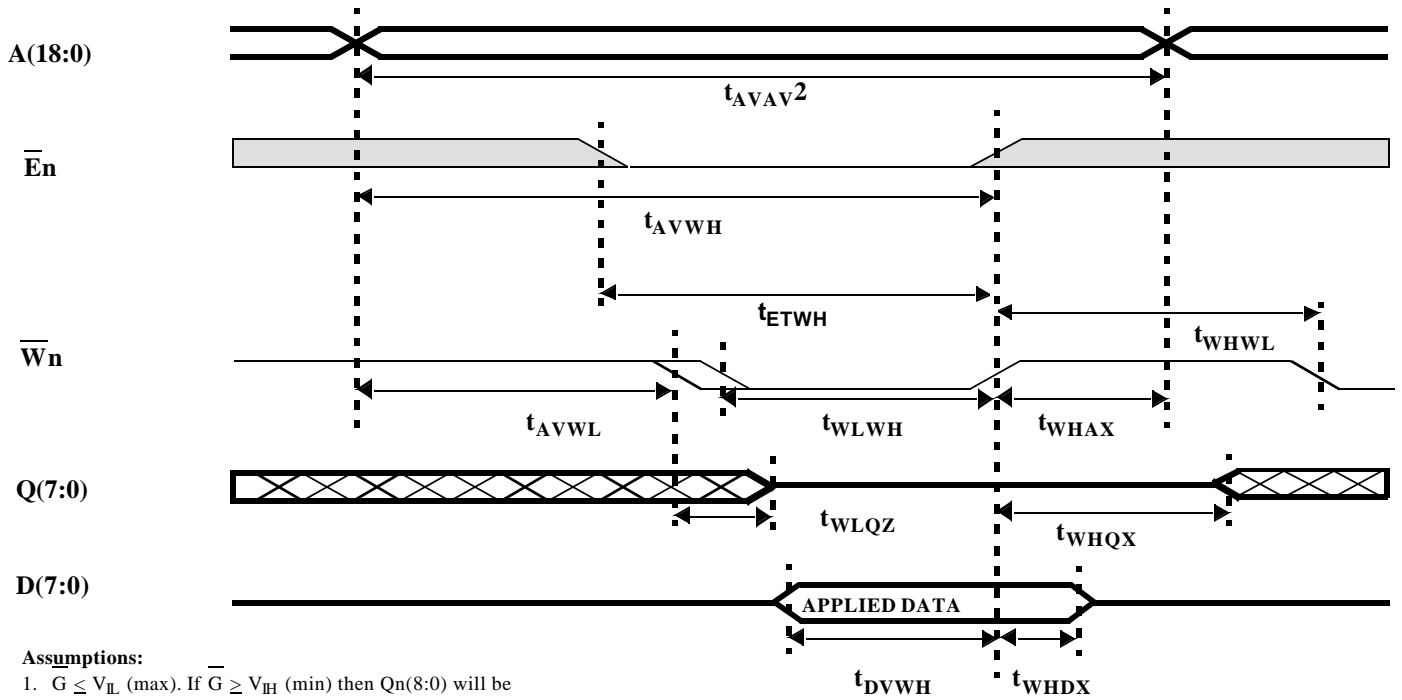 A(18:0)
tAVAV2
En
tAVWH
tETWH
Wn
tWHWL
tAVWL
tWLWH
tWHAX
Q(7:0)
tWLQZ
tWHQX
D(7:0)
APPLIED DATA
Assumptions:
1. G ≤ VIL (max). If G ≥ VIH (min) then Qn(8:0) will be
tDVWH
tWHDX